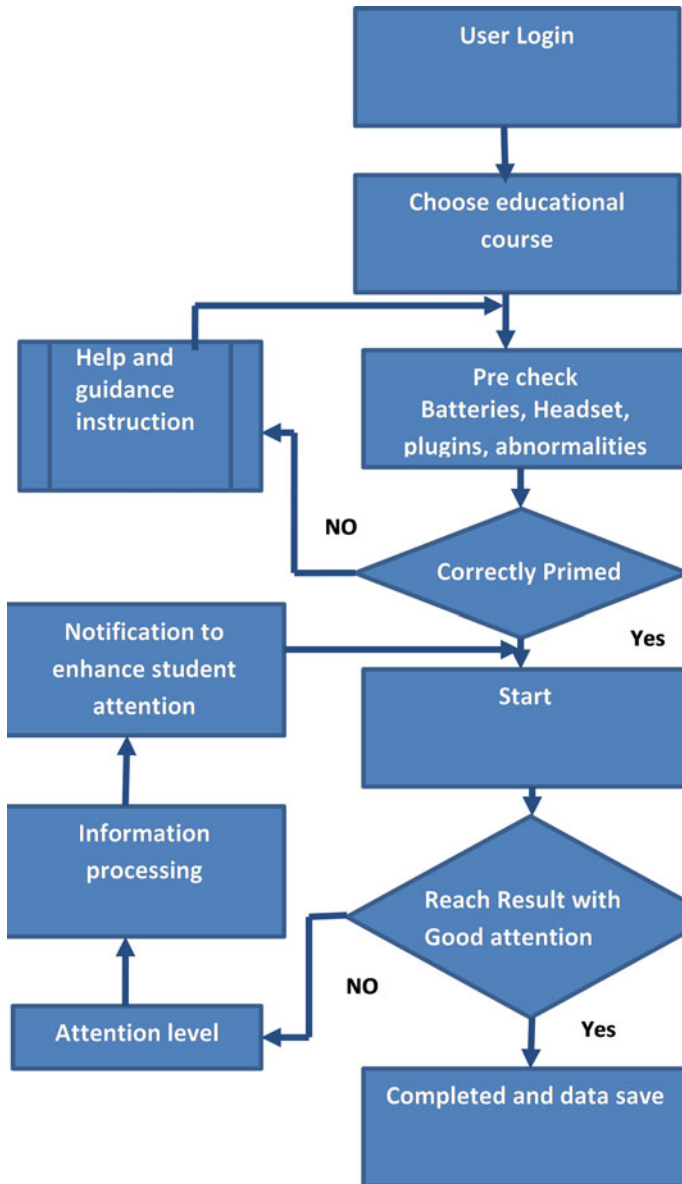 User Login
Choose educational
course
Help and
guidance
instruction
Pre check
Batteries, Headset,
plugins, abnormalities
NO
Correctly Primed
Yes
Notification to
enhance student
attention
Start
Information
processing
Reach Result with
Good attention
NO
Attention level
Yes
Completed and data save